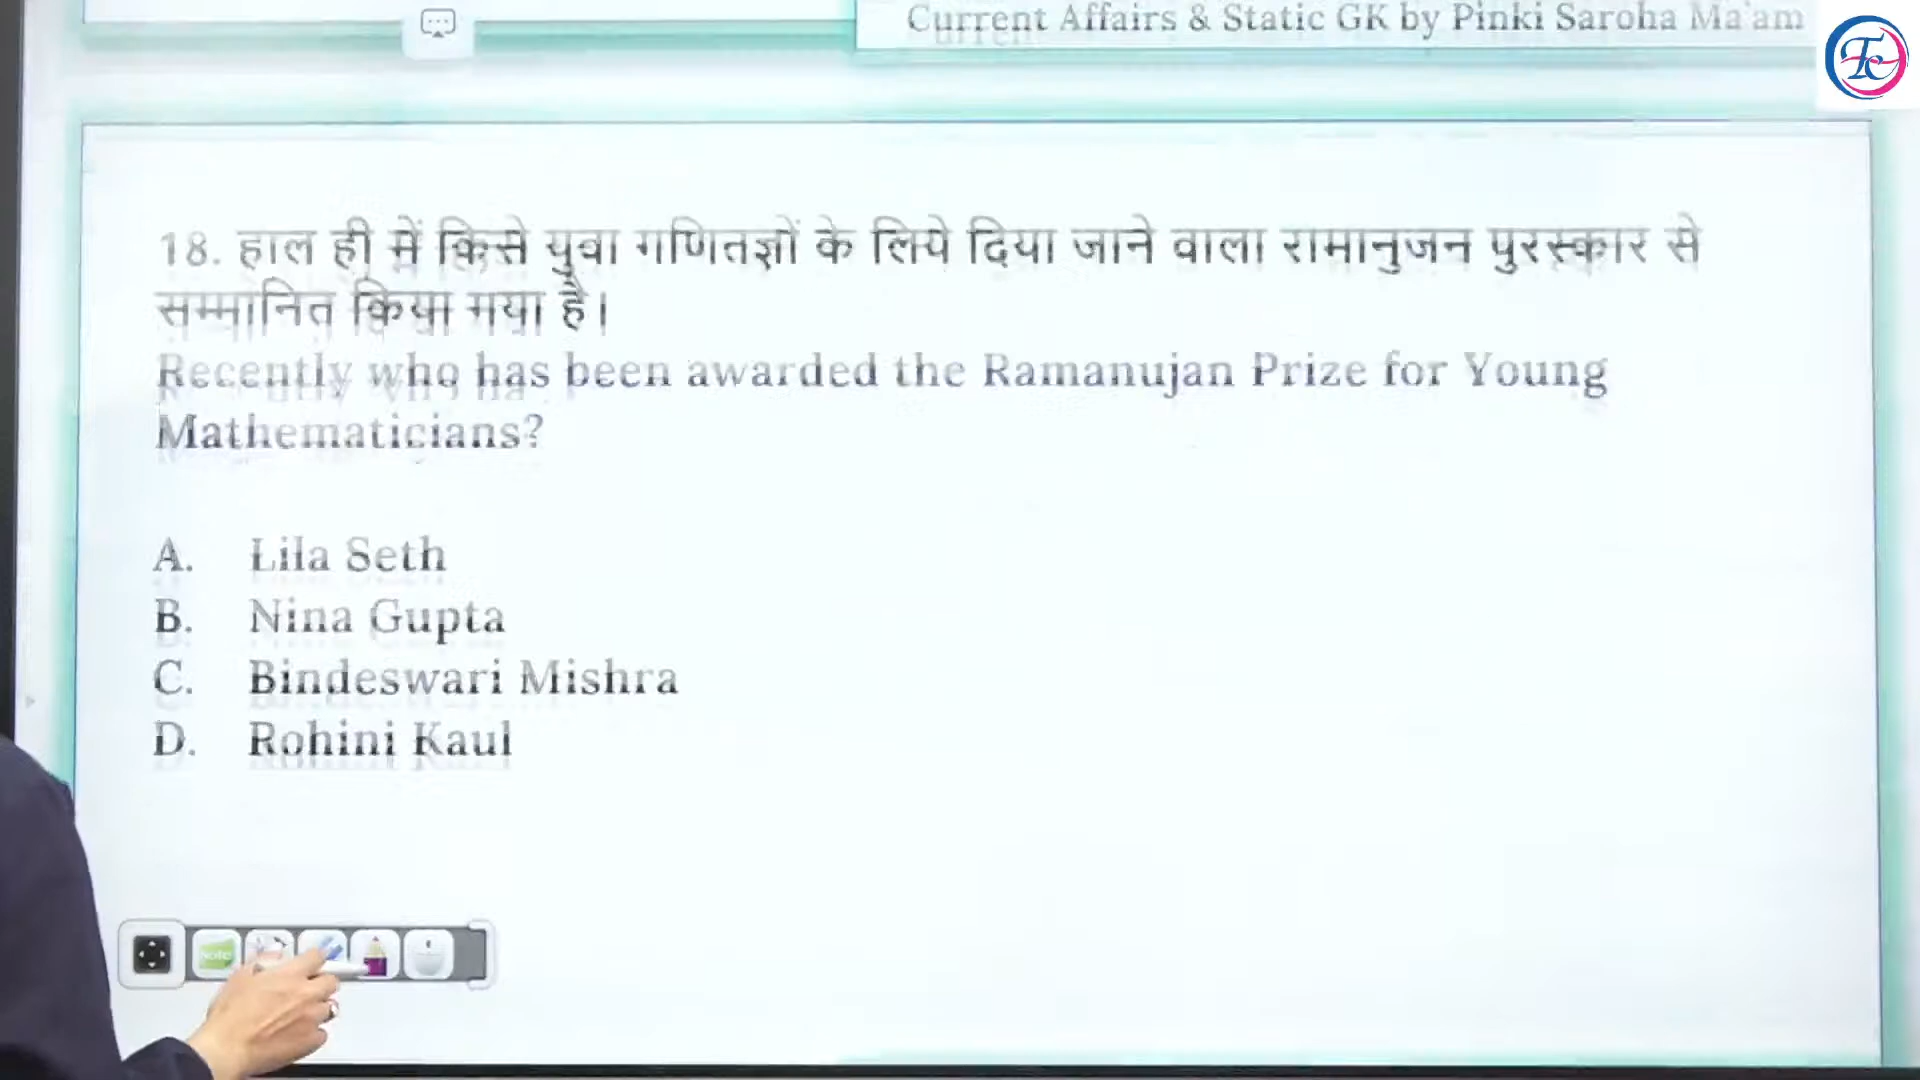 Current Affairs & Static GK by Pinki Saroha Ma'am
18. हाल ही में किसे युवा गणितज्ञों के लिये दिया जाने वाला रामानुजन पुरस्कार से
सम्मानित किया गया है।
Recently who has been awarded the Ramanujan Prize for Young
Mathematicians?
A. Lila Seth
B. Nina Gupta
C. Bindeswari Mishra
D. Rohini Kaul